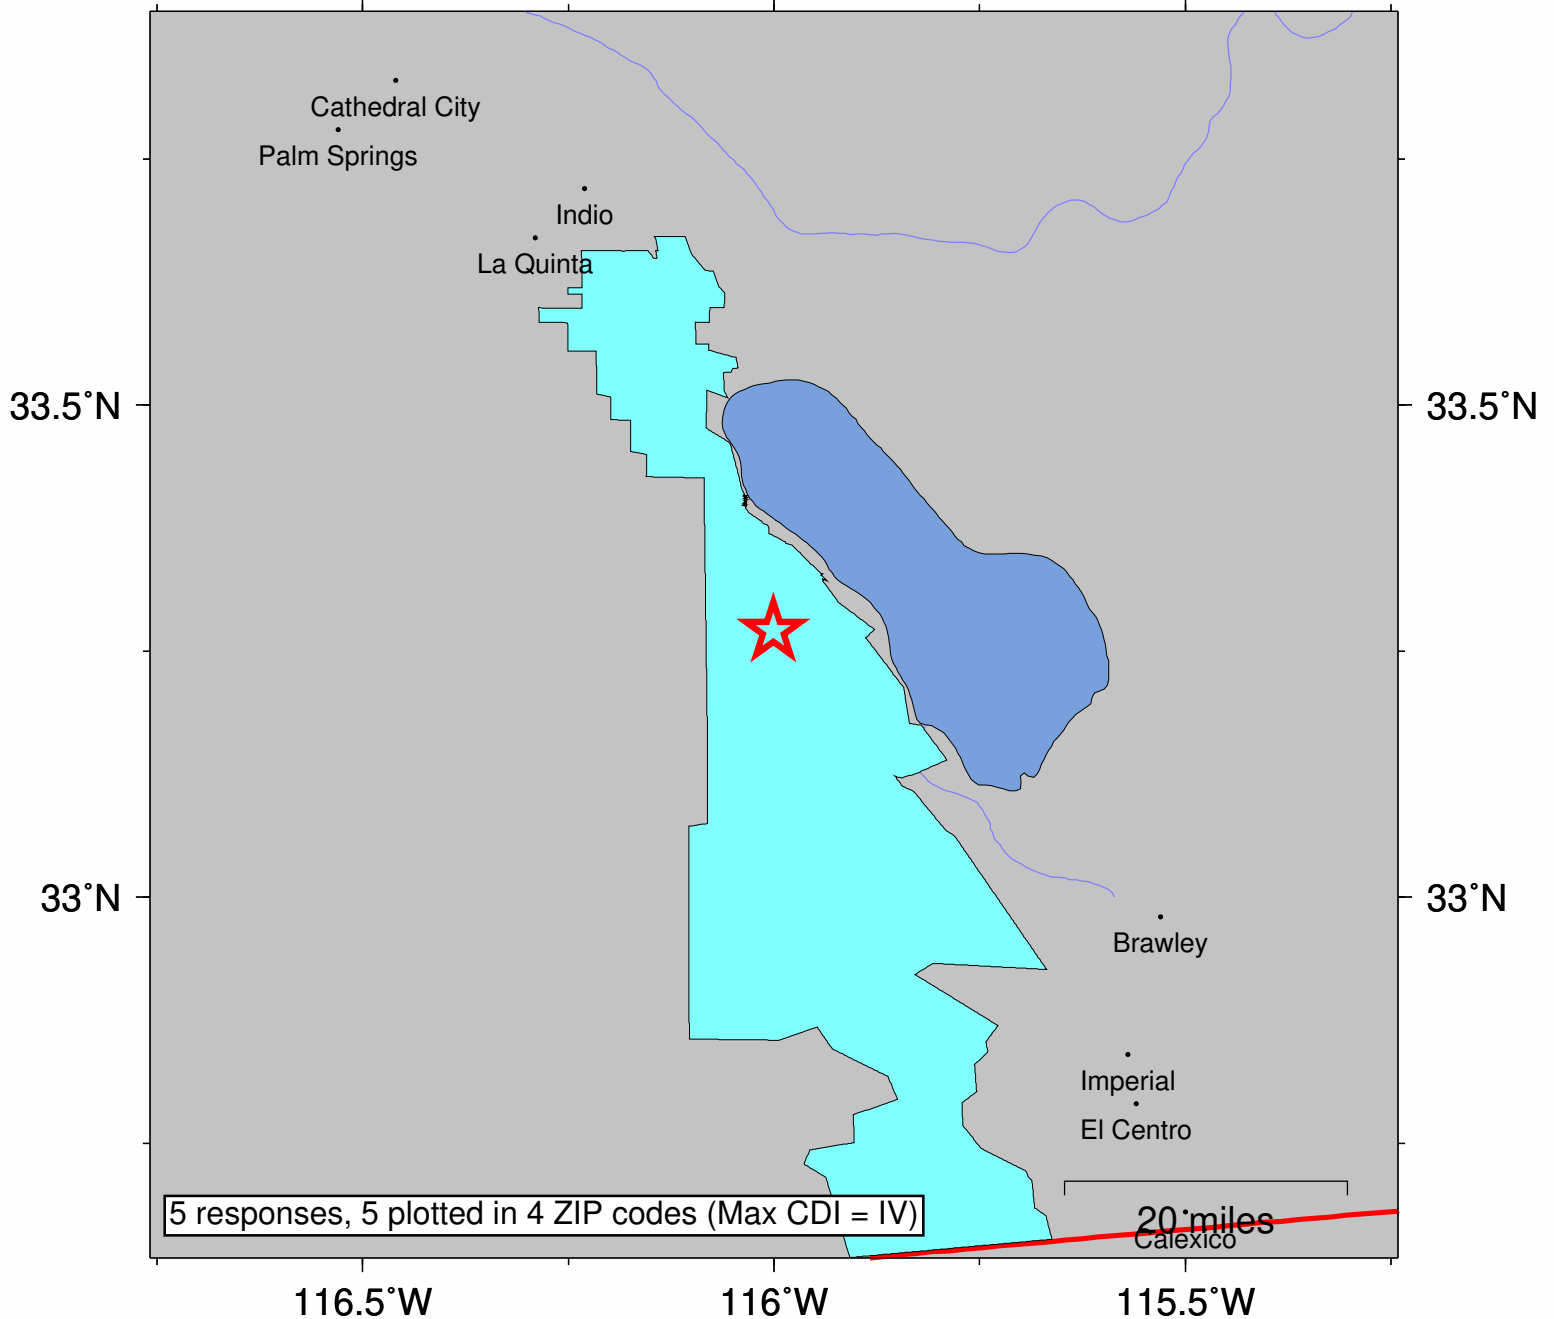 Cathedral City
Palm Springs
Indio
La Quinta
33.5°N
33.5°N
33°N
33°N
Brawley
Imperial
El Centro
20 miles
Calexico
5 responses, 5 plotted in 4 ZIP codes (Max CDI = IV)
116.5°W
116°W
115.5°W